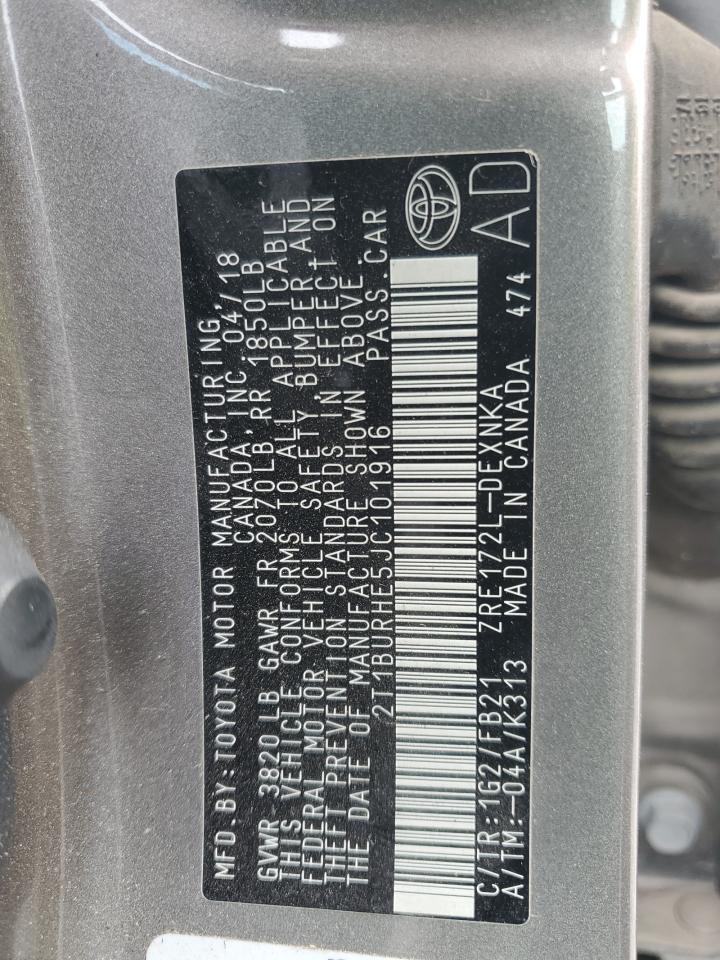 MFD.BY:TOYOTA MOTOR MANUFACTURING,
CANADA,INC.04/18
GVWR 3820 LB GAWR FR 2070LB RR 1850LB
THIS VEHICLE CONFORMS TO ALL APPLICABLE
FEDERAL MOTOR VEHICLE SAFETY, BUMPER,AND
THEFT PREVENTION STANDARDS IN EFFECT ON
THE DATE OF MANUFACTURE SHOWN ABOVE.
2T1BURHE5JC101916 PASS.CAR
C/TR:1G2/FB21 ZRE172L-DEXNKA
A/TM:-04A/K313 MADE IN CANADA 474
AD